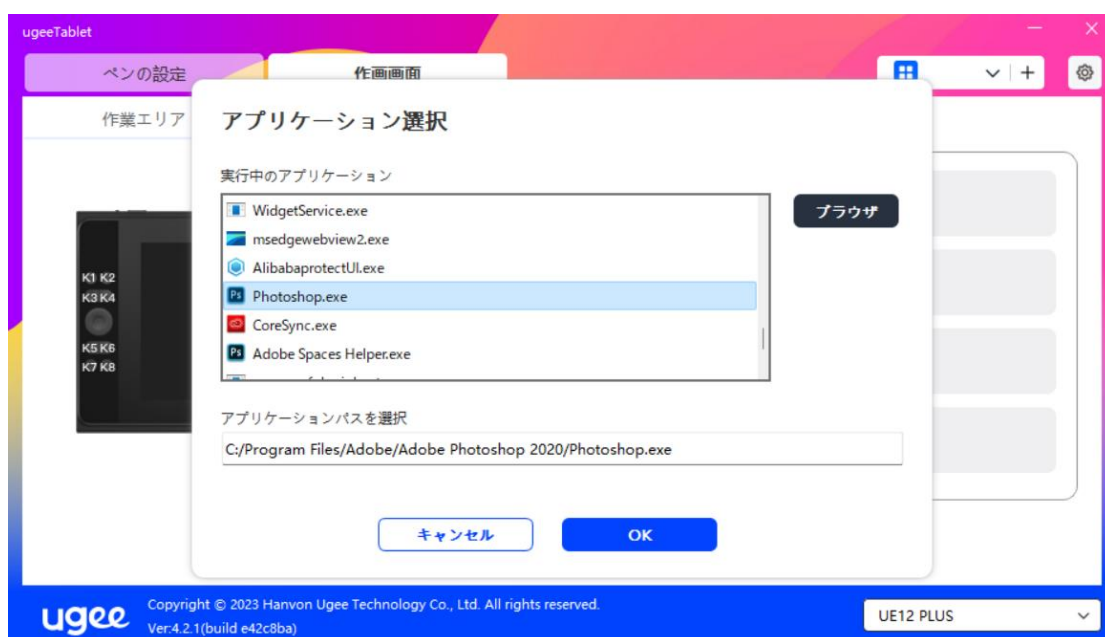 ugeeTablet
ペンの設定
作画画面
作業エリア
アプリケーション選択
実行中のアプリケーション
WidgetService.exe
msedgewebview2.exe
AlibabaprotectUI.exe
Photoshop.exe
CoreSync.exe
Adobe Spaces Helper.exe
ブラウザ
K1 K2
K3 K4
K5 K6
K7 K8
アプリケーションパスを選択
C:/Program Files/Adobe/Adobe Photoshop 2020/Photoshop.exe
キャンセル
OK
ugee
Copyright © 2023 Hanvon Ugee Technology Co., Ltd. All rights reserved.
Ver:4.2.1(build e42c8ba)
UE12 PLUS